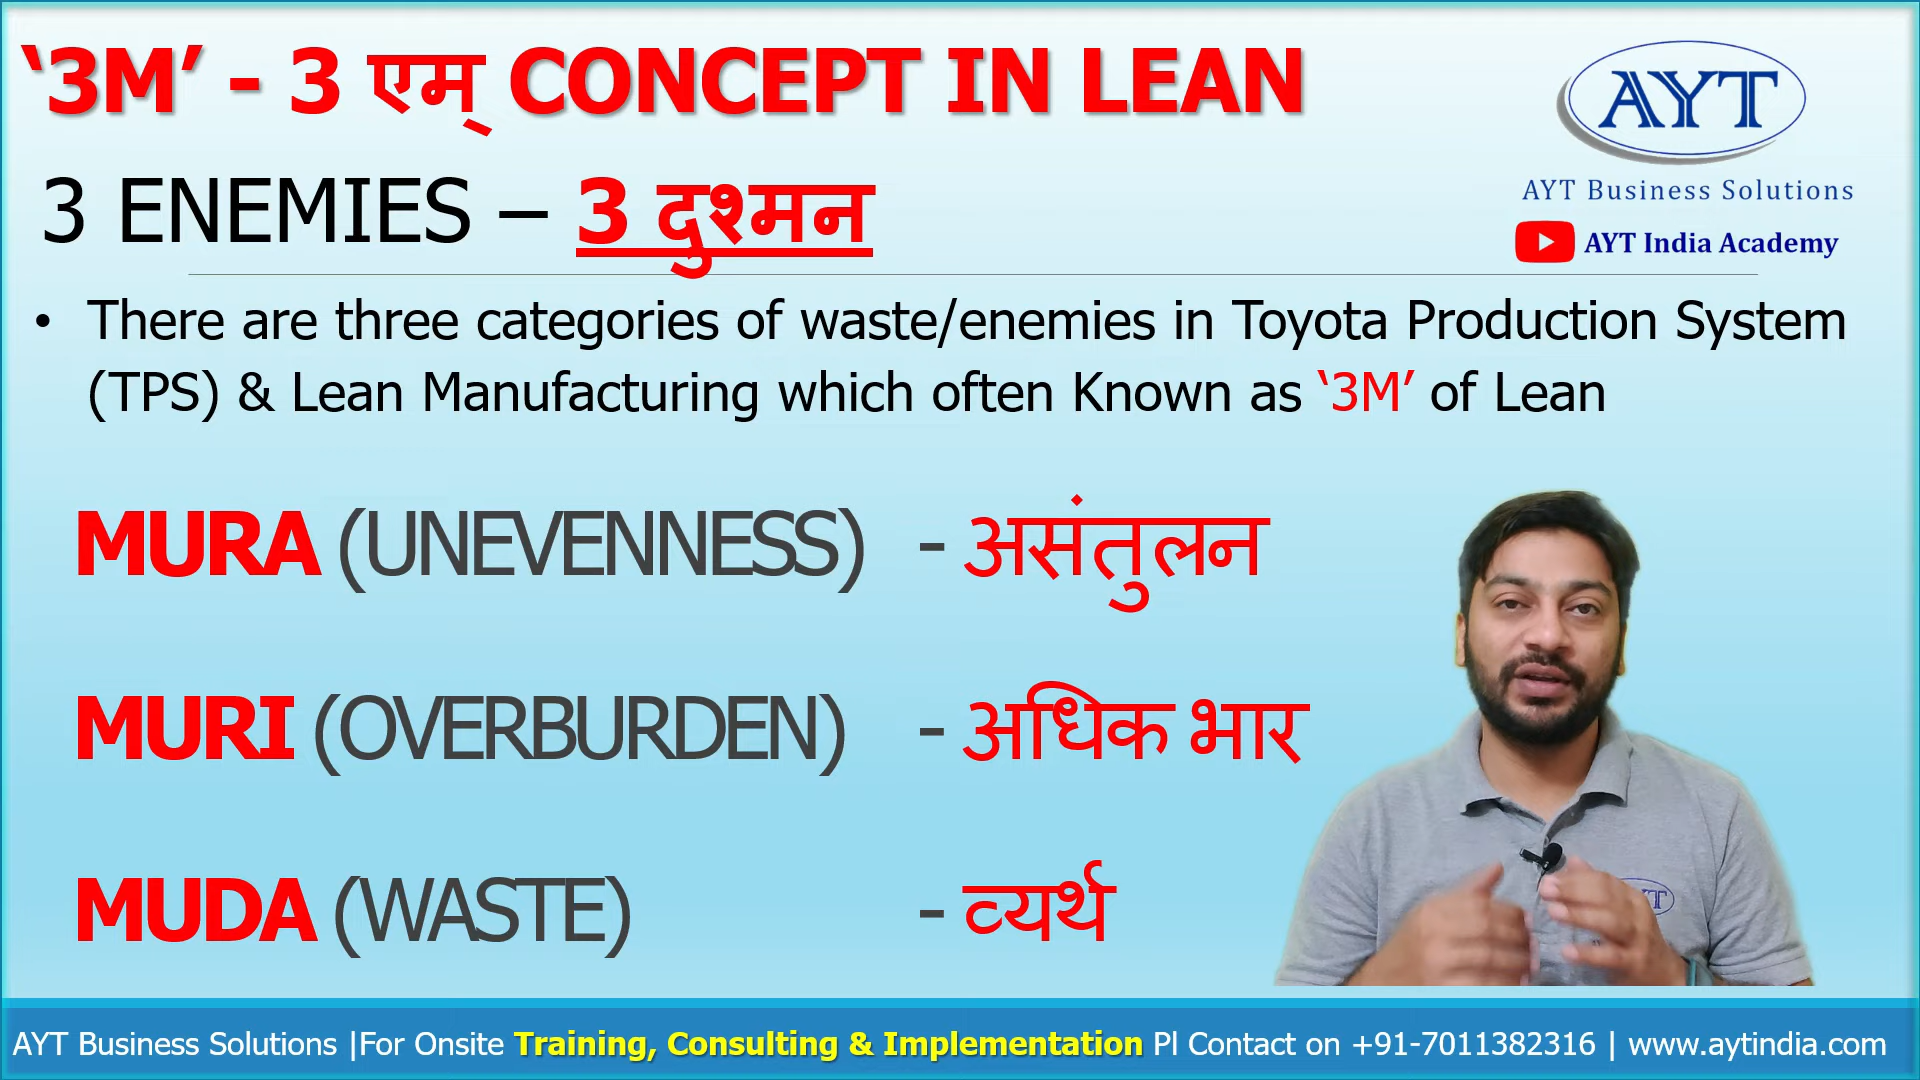 ‘3M’ - 3 एम् CONCEPT IN LEAN
3 ENEMIES – 3 दुश्मन
AYT
AYT Business Solutions
AYT India Academy
• There are three categories of waste/enemies in Toyota Production System
(TPS) & Lean Manufacturing which often Known as ‘3M’ of Lean
MURA (UNEVENNESS) - असंतुलन
MURI (OVERBURDEN) - अधिक भार
MUDA (WASTE) - व्यर्थ
AYT Business Solutions |For Onsite Training, Consulting & Implementation Pl Contact on +91-7011382316 | www.aytindia.com